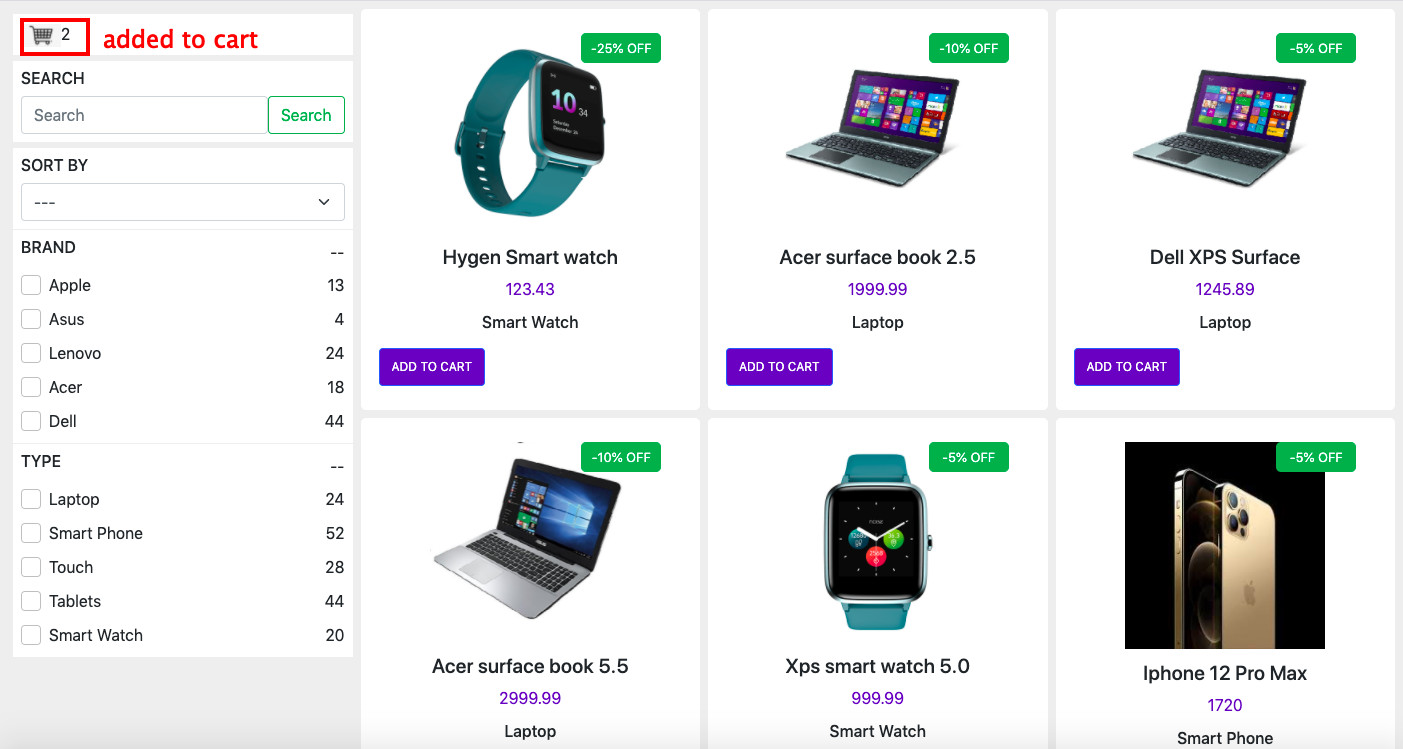 2 added to cart
SEARCH
Search Search
SORT BY
---
BRAND --
Apple 13
Asus 4
Lenovo 24
Acer 18
Dell 44
TYPE --
Laptop 24
Smart Phone 52
Touch 28
Tablets 44
Smart Watch 20
-25% OFF
10
34
Saturday
December 24
Hygen Smart watch
123.43
Smart Watch
ADD TO CART
-10% OFF
Acer surface book 2.5
1999.99
Laptop
ADD TO CART
-5% OFF
Dell XPS Surface
1245.89
Laptop
ADD TO CART
-10% OFF
Acer surface book 5.5
2999.99
Laptop
-5% OFF
noise
Xps smart watch 5.0
999.99
Smart Watch
-5% OFF
Iphone 12 Pro Max
1720
Smart Phone